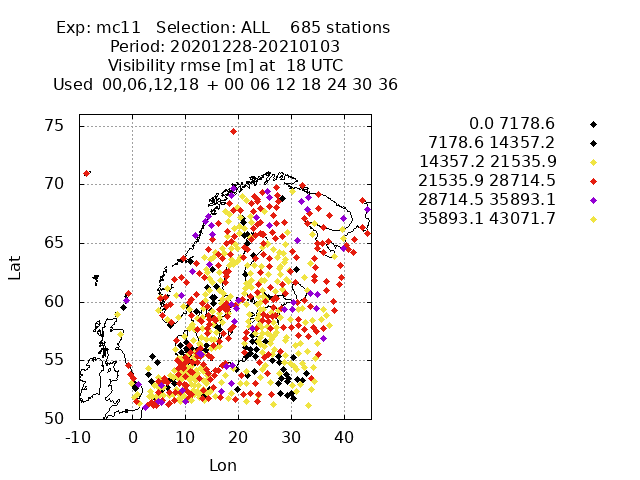 Exp: mc11 Selection: ALL 685 stations
Period: 20201228-20210103
Visibility rmse [m] at 18 UTC
Used 00,06,12,18 + 00 06 12 18 24 30 36
0.0 7178.6
7178.6 14357.2
14357.2 21535.9
21535.9 28714.5
28714.5 35893.1
35893.1 43071.7
75
70
65
60
55
50
Lat
-10 0 10 20 30 40
Lon